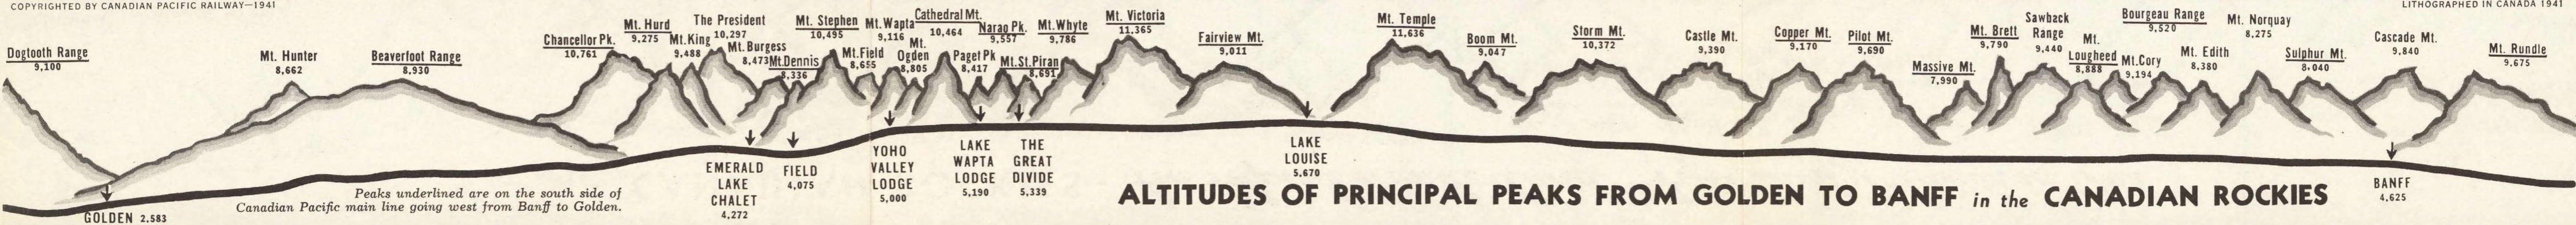 COPYRIGHTED BY CANADIAN PACIFIC RAILWAY—1941
LITHOGRAPHED IN CANADA 1941
Dogtooth Range
9,100
Mt. Hunter
8,662
Beaverfoot Range
8,930
Chancellor Pk.
10,761
Mt. Hurd
9,275
Mt. King
9,488
The President
10,297
Mt. Burgess
8,473
Mt. Dennis
8,336
Mt. Stephen
10,495
Mt. Field
8,655
Mt. Wapta
9,116
Mt.
Ogden
8,805
Cathedral Mt.
10,464
Paget Pk.
8,417
Narao Pk.
9,557
Mt. St. Piran
8,691
Mt. Whyte
9,786
Mt. Victoria
11,365
Fairview Mt.
9,011
Mt. Temple
11,636
Boom Mt.
9,047
Storm Mt.
10,372
Castle Mt.
9,390
Copper Mt.
9,170
Pilot Mt.
9,690
Massive Mt.
7,990
Mt. Brett
9,790
Sawback
Range
9,440
Mt.
Lougheed
8,888
Mt. Cory
9,194
Bourgeau Range
9,520
Mt. Edith
8,380
Mt. Norquay
8,275
Sulphur Mt.
8,040
Cascade Mt.
9,840
Mt. Rundle
9,675
GOLDEN 2,583
Peaks underlined are on the south side of
Canadian Pacific main line going west from Banff to Golden.
EMERALD
LAKE
CHALET
4,272
FIELD
4,075
YOHO
VALLEY
LODGE
5,000
LAKE
WAPTA
LODGE
5,190
THE
GREAT
DIVIDE
5,339
LAKE
LOUISE
5,670
BANFF
4,625
ALTITUDES OF PRINCIPAL PEAKS FROM GOLDEN TO BANFF in the CANADIAN ROCKIES